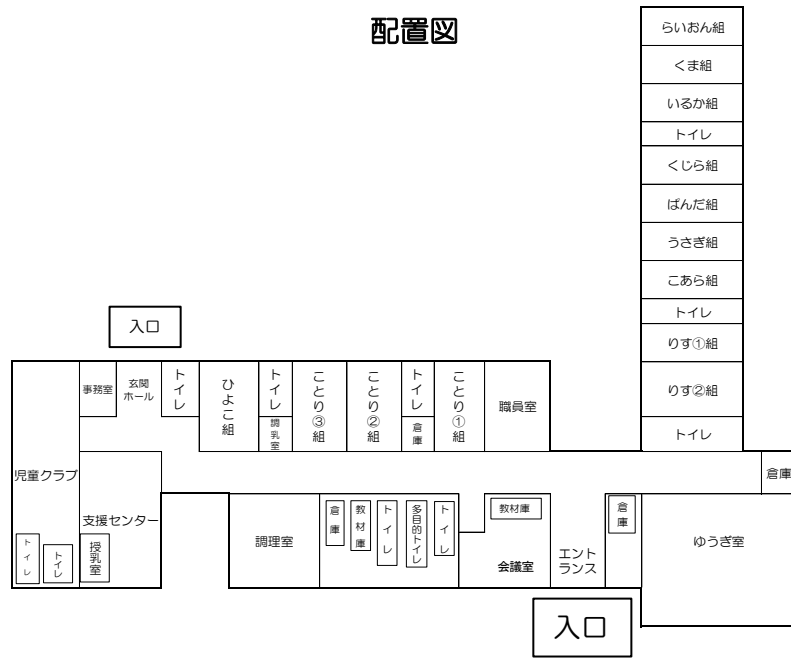 配置図
らいおん組
くま組
いるか組
トイレ
くじら組
ぱんだ組
うさぎ組
こあら組
トイレ
りす①組
りす②組
トイレ
入口
事務室
玄関
ホール
トイレ
ひよこ組
トイレ
調乳室
ことり③組
ことり②組
トイレ
倉庫
ことり①組
職員室
児童クラブ
倉庫
支援センター
トイレ
トイレ
授乳室
調理室
倉庫
教材庫
トイレ
多目的トイレ
トイレ
教材庫
会議室
エント
ランス
倉庫
ゆうぎ室
入口